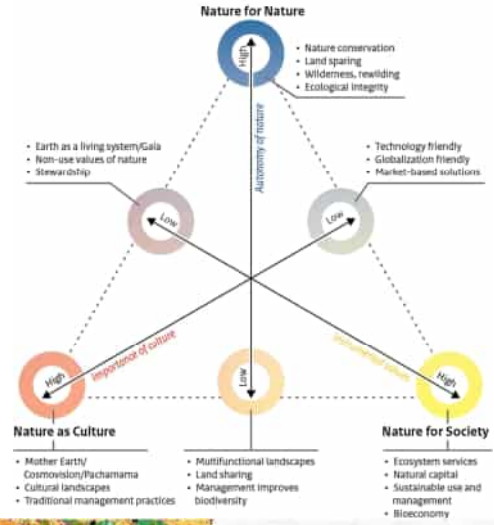 Nature for Nature
High
• Nature conservation
• Land sparing
• Wilderness, rewilding
• Ecological integrity
Autonomy of nature
• Earth as a living system/Gaia
• Non-use values of nature
• Stewardship
• Technology friendly
• Globalization friendly
• Market-based solutions
Low
Low
Importance of culture
Instrumental values
High
Low
High
Nature as Culture
Nature for Society
• Mother Earth/
Cosmovision/Pachamama
• Cultural landscapes
• Traditional management practices
• Multifunctional landscapes
• Land sharing
• Management improves
biodiversity
• Ecosystem services
• Natural capital
• Sustainable use and
management
• Bioeconomy